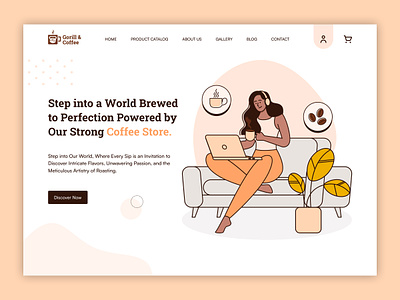 Gorill &
Coffee
HOME PRODUCT CATALOG ABOUT US GALLERY BLOG CONTACT
Step into a World Brewed
to Perfection Powered by
Our Strong Coffee Store.
Step into Our World, Where Every Sip is an Invitation to
Discover Intricate Flavors, Unwavering Passion, and the
Meticulous Artistry of Roasting.
Discover Now